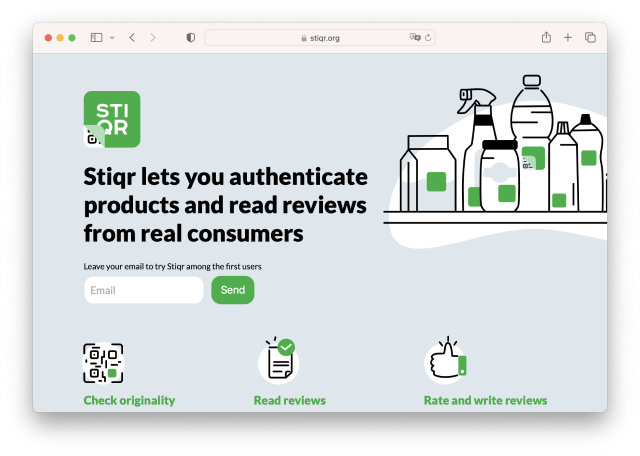 stiqr.org
STI
QR
Stiqr lets you authenticate
products and read reviews
from real consumers
Leave your email to try Stiqr among the first users
Email
Send
Check originality
Read reviews
Rate and write reviews